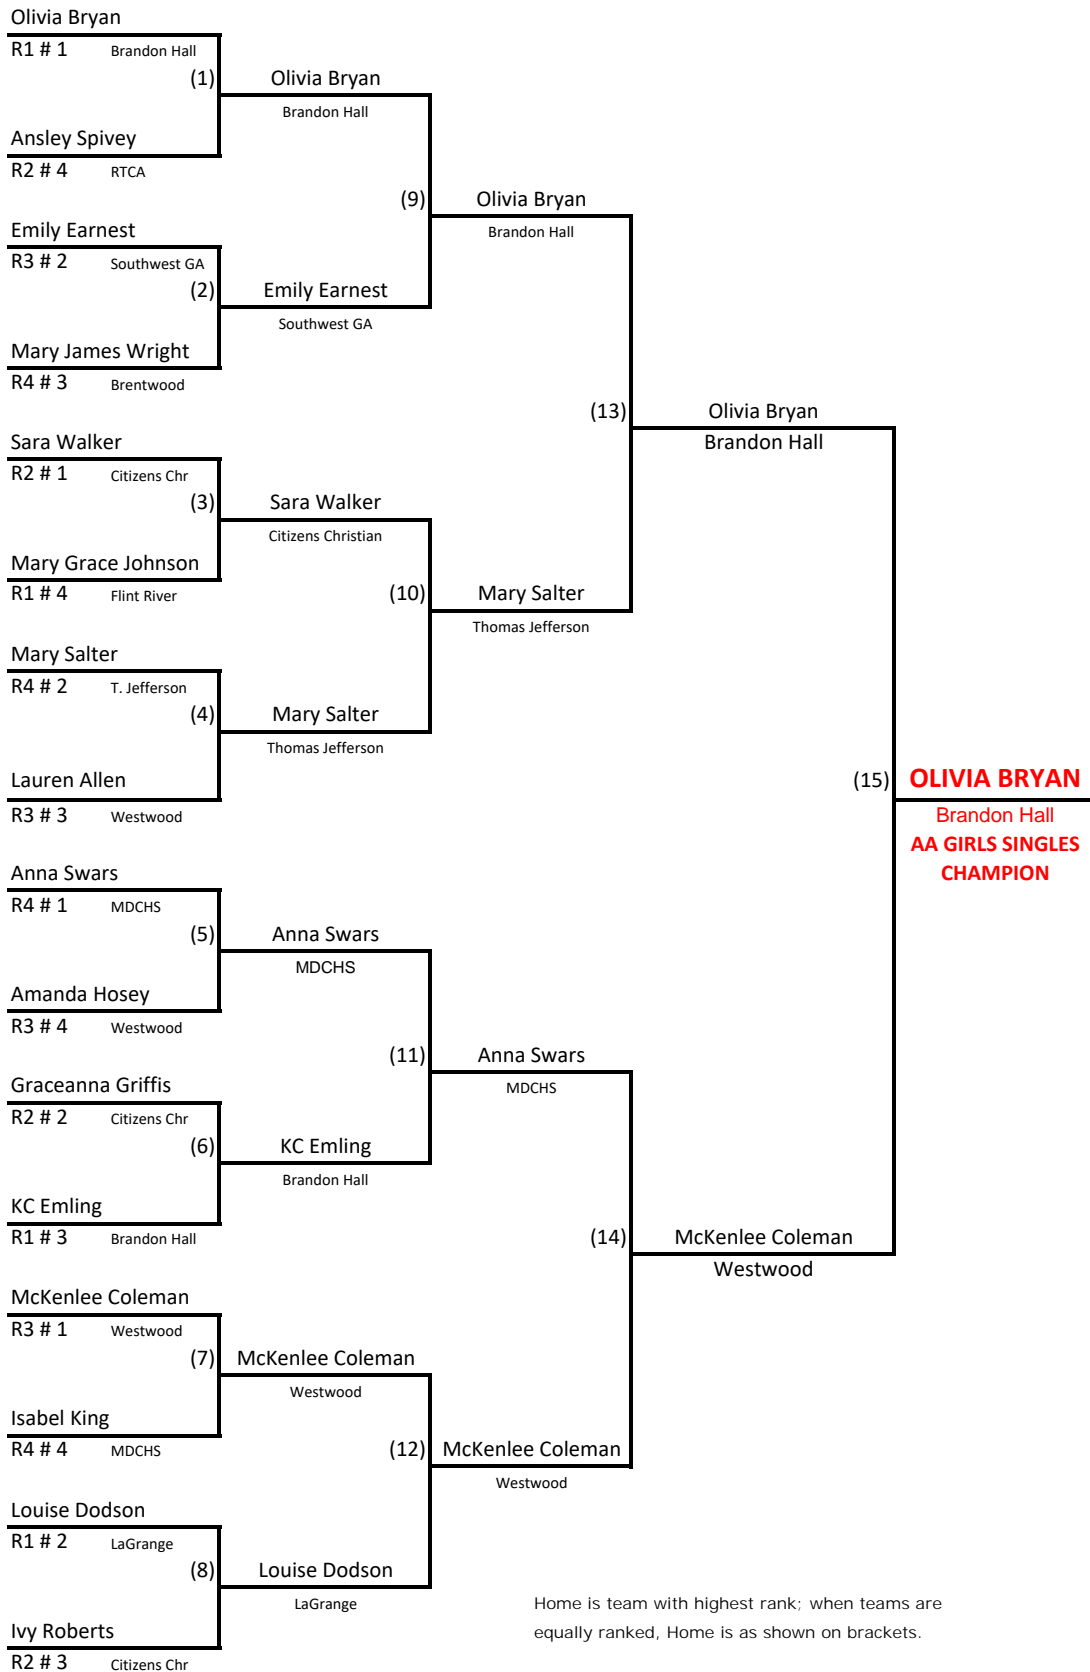 Olivia Bryan
R1 # 1 Brandon Hall
(1) Olivia Bryan
Brandon Hall
Ansley Spivey
R2 # 4 RTCA
(9) Olivia Bryan
Brandon Hall
Emily Earnest
R3 # 2 Southwest GA
(2) Emily Earnest
Southwest GA
Mary James Wright
R4 # 3 Brentwood
(13) Olivia Bryan
Brandon Hall
Sara Walker
R2 # 1 Citizens Chr
(3) Sara Walker
Citizens Christian
Mary Grace Johnson
R1 # 4 Flint River
(10) Mary Salter
Thomas Jefferson
Mary Salter
R4 # 2 T. Jefferson
(4) Mary Salter
Thomas Jefferson
Lauren Allen
R3 # 3 Westwood
(15) OLIVIA BRYAN
Brandon Hall
AA GIRLS SINGLES
CHAMPION
Anna Swars
R4 # 1 MDCHS
(5) Anna Swars
MDCHS
Amanda Hosey
R3 # 4 Westwood
(11) Anna Swars
MDCHS
Graceanna Griffis
R2 # 2 Citizens Chr
(6) KC Emling
Brandon Hall
KC Emling
R1 # 3 Brandon Hall
(14) McKenlee Coleman
Westwood
McKenlee Coleman
R3 # 1 Westwood
(7) McKenlee Coleman
Westwood
Isabel King
R4 # 4 MDCHS
(12) McKenlee Coleman
Westwood
Louise Dodson
R1 # 2 LaGrange
(8) Louise Dodson
LaGrange
Ivy Roberts
R2 # 3 Citizens Chr
Home is team with highest rank; when teams are
equally ranked, Home is as shown on brackets.